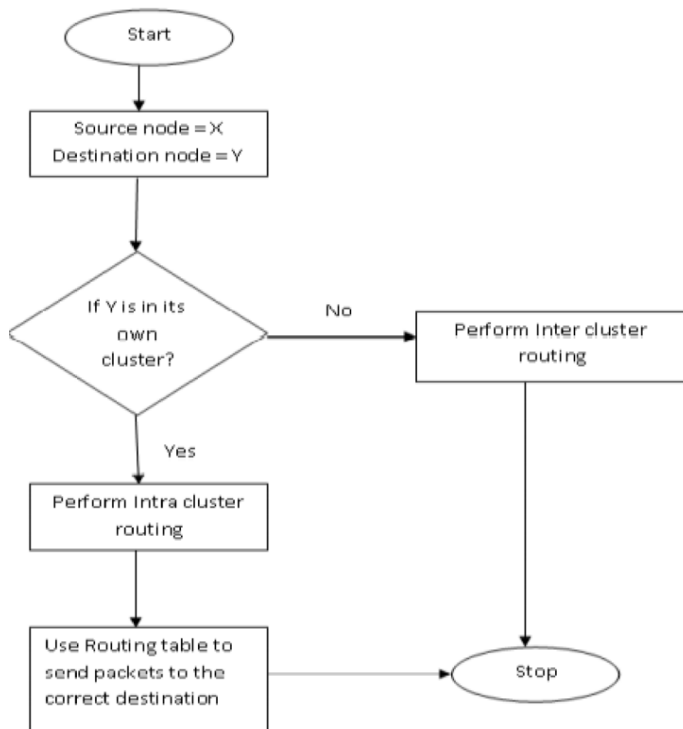 Start
Source node = X
Destination node = Y
If Y is in its
own
cluster?
No
Perform Inter cluster
routing
Yes
Perform Intra cluster
routing
Use Routing table to
send packets to the
correct destination
Stop